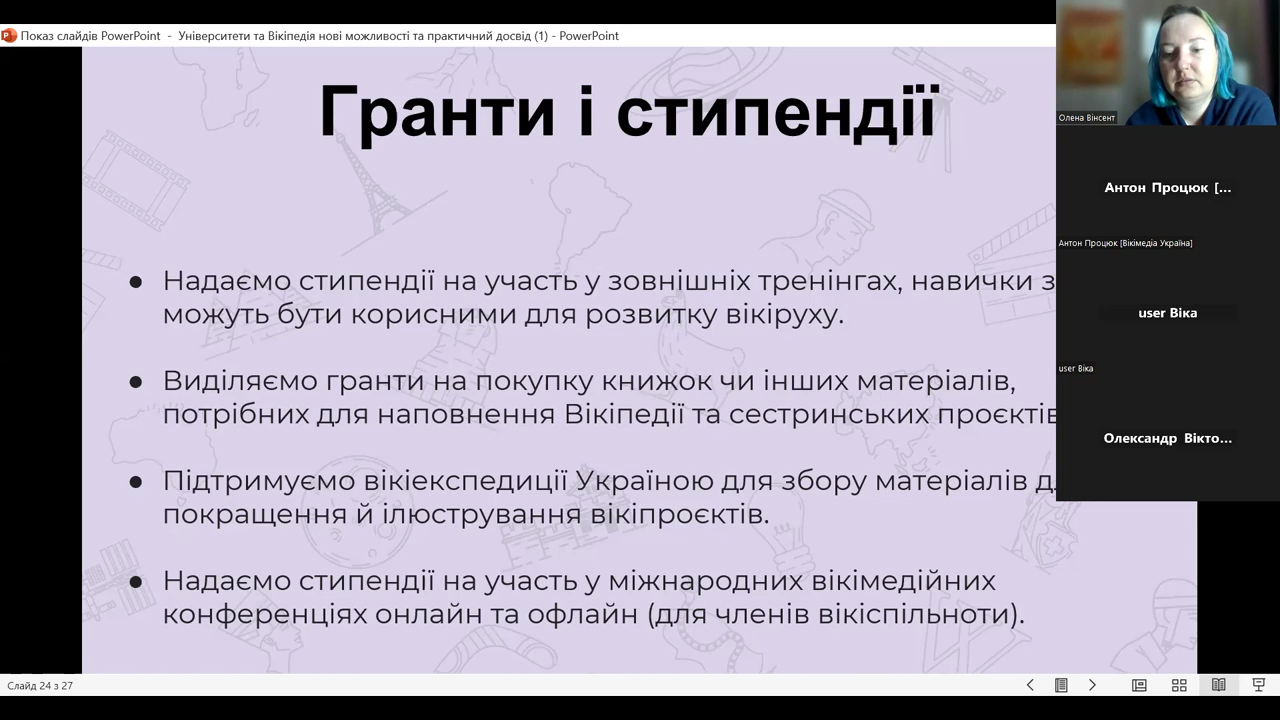 Показ слайдів PowerPoint - Університети та Вікіпедія нові можливості та практичний досвід (1) - PowerPoint
Гранти і стипендії
● Надаємо стипендії на участь у зовнішніх тренінгах, навички з
можуть бути корисними для розвитку вікіруху.
● Виділяємо гранти на покупку книжок чи інших матеріалів,
потрібних для наповнення Вікіпедії та сестринських проєктів
● Підтримуємо вікіекспедиції Україною для збору матеріалів
покращення й ілюстрування вікіпроєктів.
● Надаємо стипендії на участь у міжнародних вікімедійних
конференціях онлайн та офлайн (для членів вікіспільноти).
Олена Вінсент
Антон Процюк [...
Антон Процюк [Вікімедіа Україна]
user Віка
user Віка
Олександр Вікто...
Слайд 24 з 27